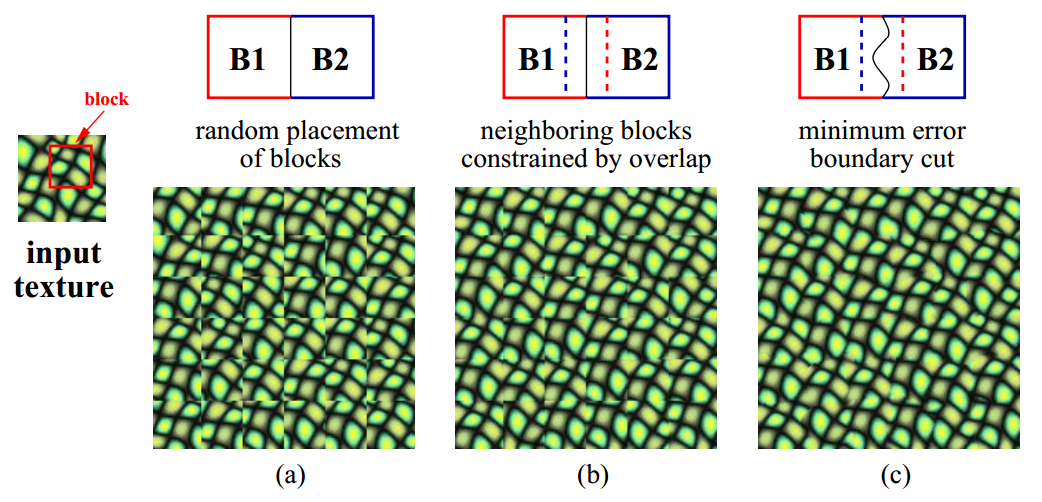 block
input
texture
B1 B2
random placement
of blocks
(a)
B1 B2
neighboring blocks
constrained by overlap
(b)
B1 B2
minimum error
boundary cut
(c)